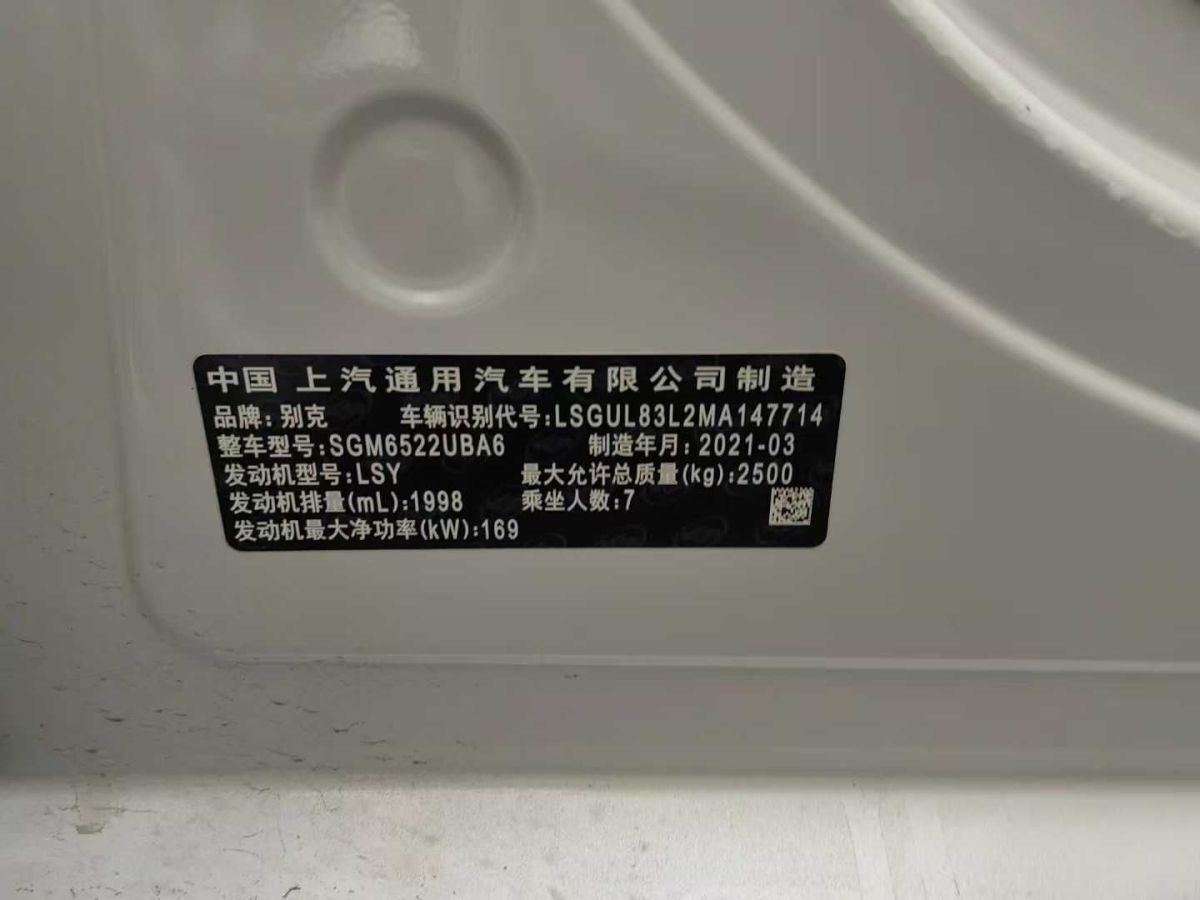 中国 上汽通用汽车有限公司制造
品牌: 别克 车辆识别代号:LSGUL83L2MA147714
整车型号:SGM6522UBA6 制造年月: 2021-03
发动机型号:LSY 最大允许总质量(kg):2500
发动机排量(mL):1998 乘坐人数:7
发动机最大净功率(kW):169